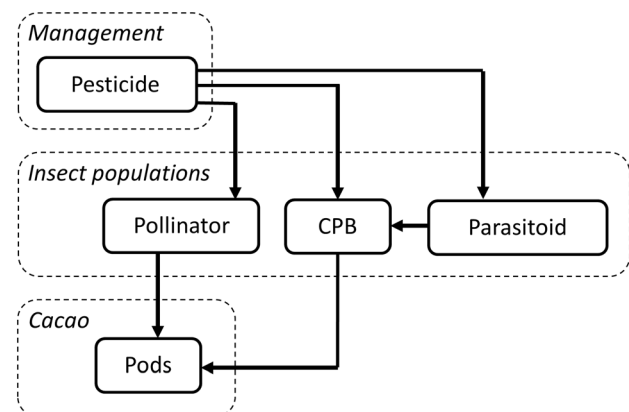 Management
Pesticide
Insect populations
Pollinator
CPB
Parasitoid
Cacao
Pods